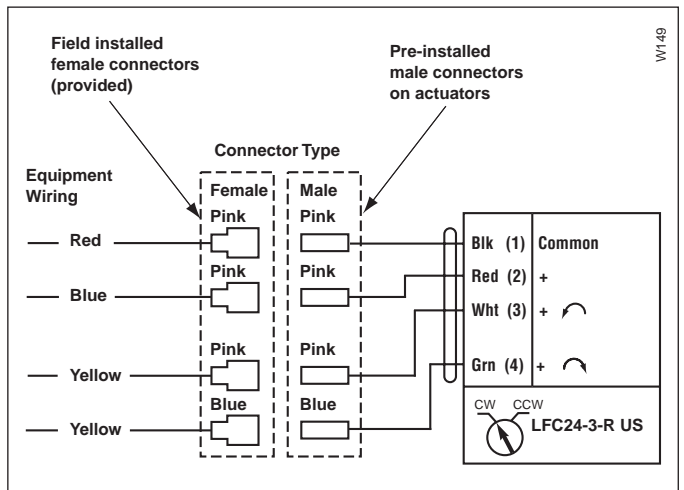 W149
Field installed
female connectors
(provided)
Pre-installed
male connectors
on actuators
Connector Type
Equipment
Wiring
Female
Male
Pink
Pink
Red
Blk (1) Common
Pink
Pink
Blue
Red (2) +
Wht (3) +
Pink
Pink
Yellow
Grn (4) +
Blue
Blue
Yellow
CW CCW
LFC24-3-R US